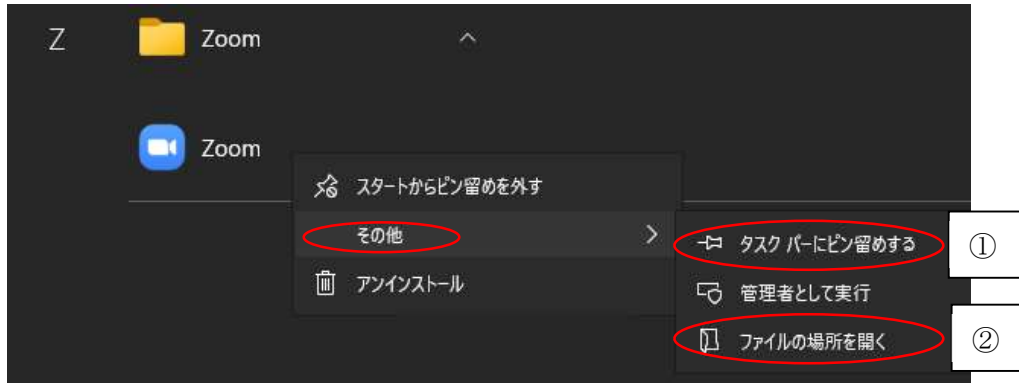 Z
Zoom
Zoom
スタートからピン留めを外す
その他
アンインストール
タスク バーにピン留めする
①
管理者として実行
ファイルの場所を開く
②